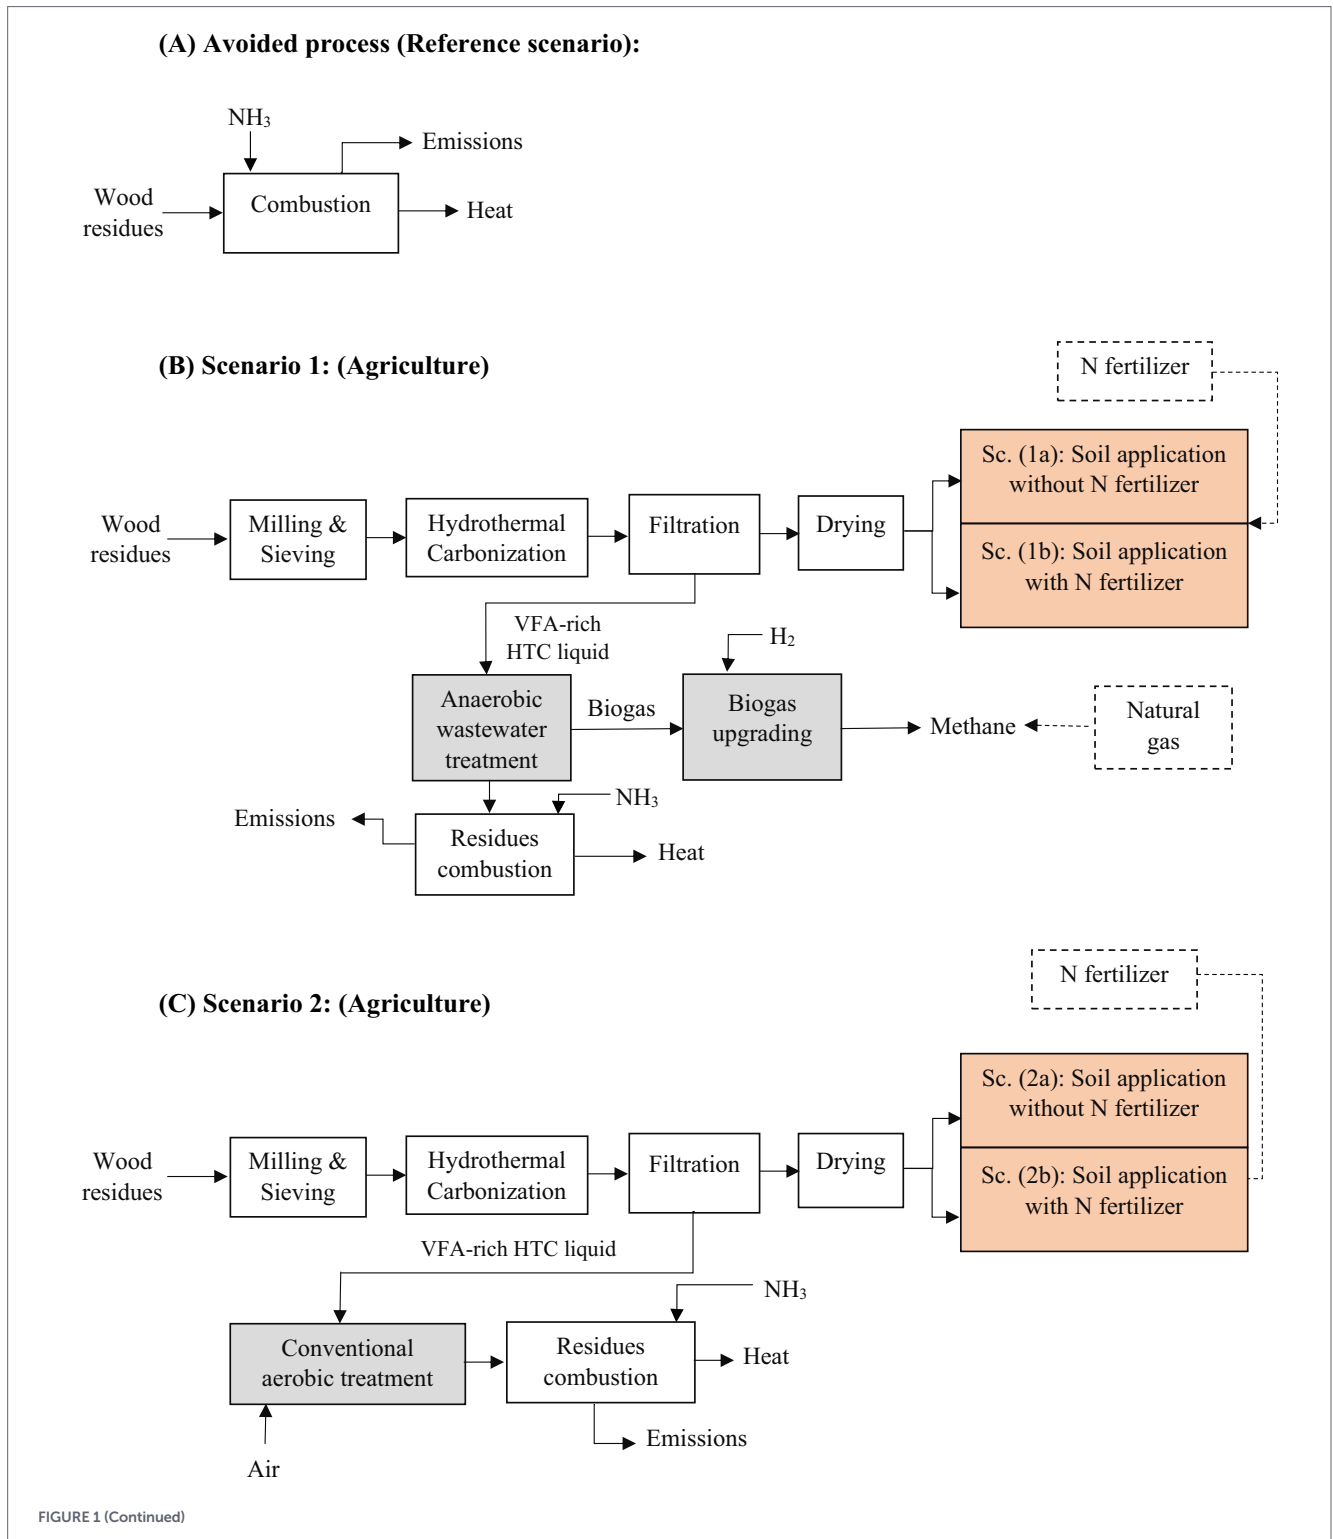 (A) Avoided process (Reference scenario):
NH₃
Emissions
Wood
residues
Combustion
Heat
(B) Scenario 1: (Agriculture)
N fertilizer
Sc. (1a): Soil application
without N fertilizer
Wood
residues
Milling &
Sieving
Hydrothermal
Carbonization
Filtration
Drying
Sc. (1b): Soil application
with N fertilizer
VFA-rich
HTC liquid
H₂
Anaerobic
wastewater
treatment
Biogas
Biogas
upgrading
Methane
Natural
gas
NH₃
Emissions
Residues
combustion
Heat
(C) Scenario 2: (Agriculture)
N fertilizer
Sc. (2a): Soil application
without N fertilizer
Wood
residues
Milling &
Sieving
Hydrothermal
Carbonization
Filtration
Drying
Sc. (2b): Soil application
with N fertilizer
VFA-rich HTC liquid
NH₃
Conventional
aerobic treatment
Residues
combustion
Heat
Emissions
Air
FIGURE 1 (Continued)